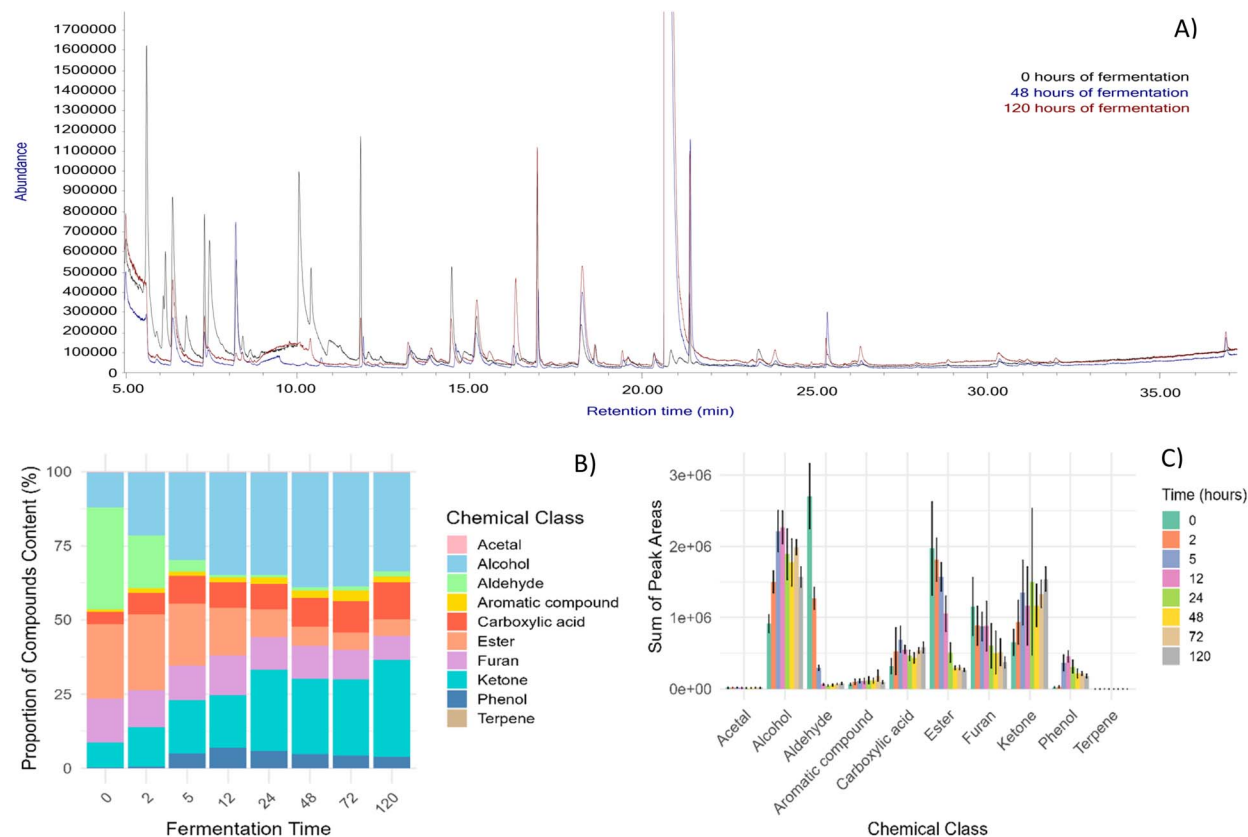 A)
1700000
1600000
1500000
1400000
1300000
1200000
1100000
1000000
900000
800000
700000
600000
500000
400000
300000
200000
100000
0
Abundance
0 hours of fermentation
48 hours of fermentation
120 hours of fermentation
5.00 10.00 15.00 20.00 25.00 30.00 35.00
Retention time (min)
B)
Proportion of Compounds Content (%)
100
75
50
25
0
0 2 5 12 24 48 72 120
Fermentation Time
Chemical Class
Acetal
Alcohol
Aldehyde
Aromatic compound
Carboxylic acid
Ester
Furan
Ketone
Phenol
Terpene
C)
Sum of Peak Areas
3e+06
2e+06
1e+06
0e+00
Acetal Alcohol Aldehyde Aromatic compound Carboxylic acid Ester Furan Ketone Phenol Terpene
Chemical Class
Time (hours)
0
2
5
12
24
48
72
120